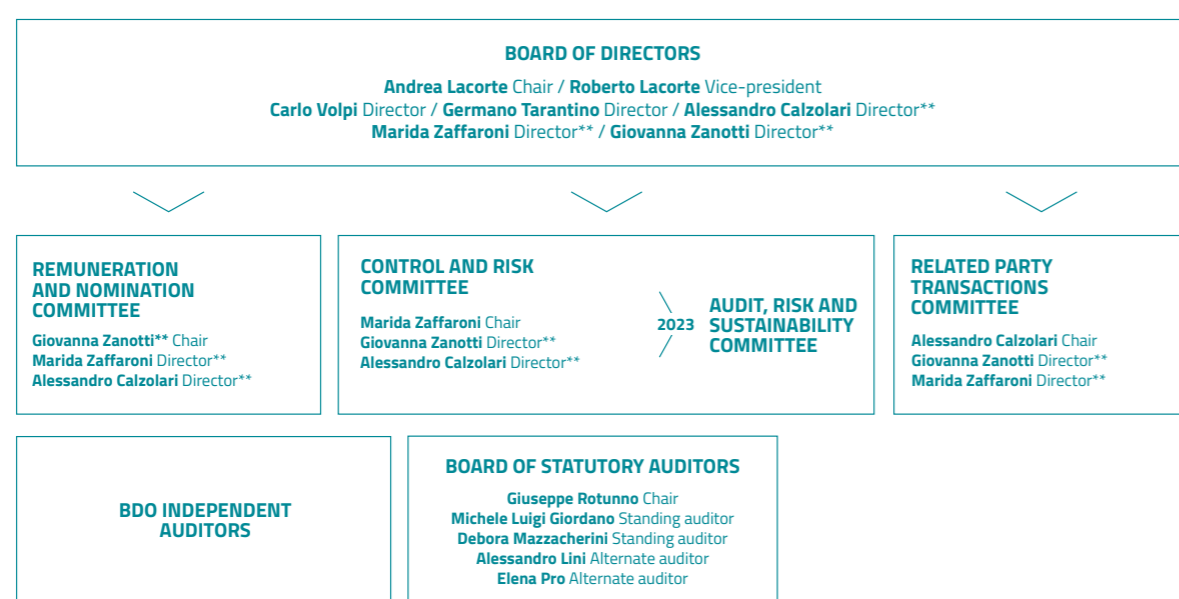 BOARD OF DIRECTORS
Andrea Lacorte Chair / Roberto Lacorte Vice-president
Carlo Volpi Director / Germano Tarantino Director / Alessandro Calzolari Director**
Marida Zaffaroni Director** / Giovanna Zanotti Director**
REMUNERATION
AND NOMINATION
COMMITTEE
Giovanna Zanotti** Chair
Marida Zaffaroni Director**
Alessandro Calzolari Director**
CONTROL AND RISK
COMMITTEE
Marida Zaffaroni Chair
Giovanna Zanotti Director**
Alessandro Calzolari Director**
2023
AUDIT, RISK AND
SUSTAINABILITY
COMMITTEE
RELATED PARTY
TRANSACTIONS
COMMITTEE
Alessandro Calzolari Chair
Giovanna Zanotti Director**
Marida Zaffaroni Director**
BDO INDEPENDENT
AUDITORS
BOARD OF STATUTORY AUDITORS
Giuseppe Rotunno Chair
Michele Luigi Giordano Standing auditor
Debora Mazzacherini Standing auditor
Alessandro Lini Alternate auditor
Elena Pro Alternate auditor